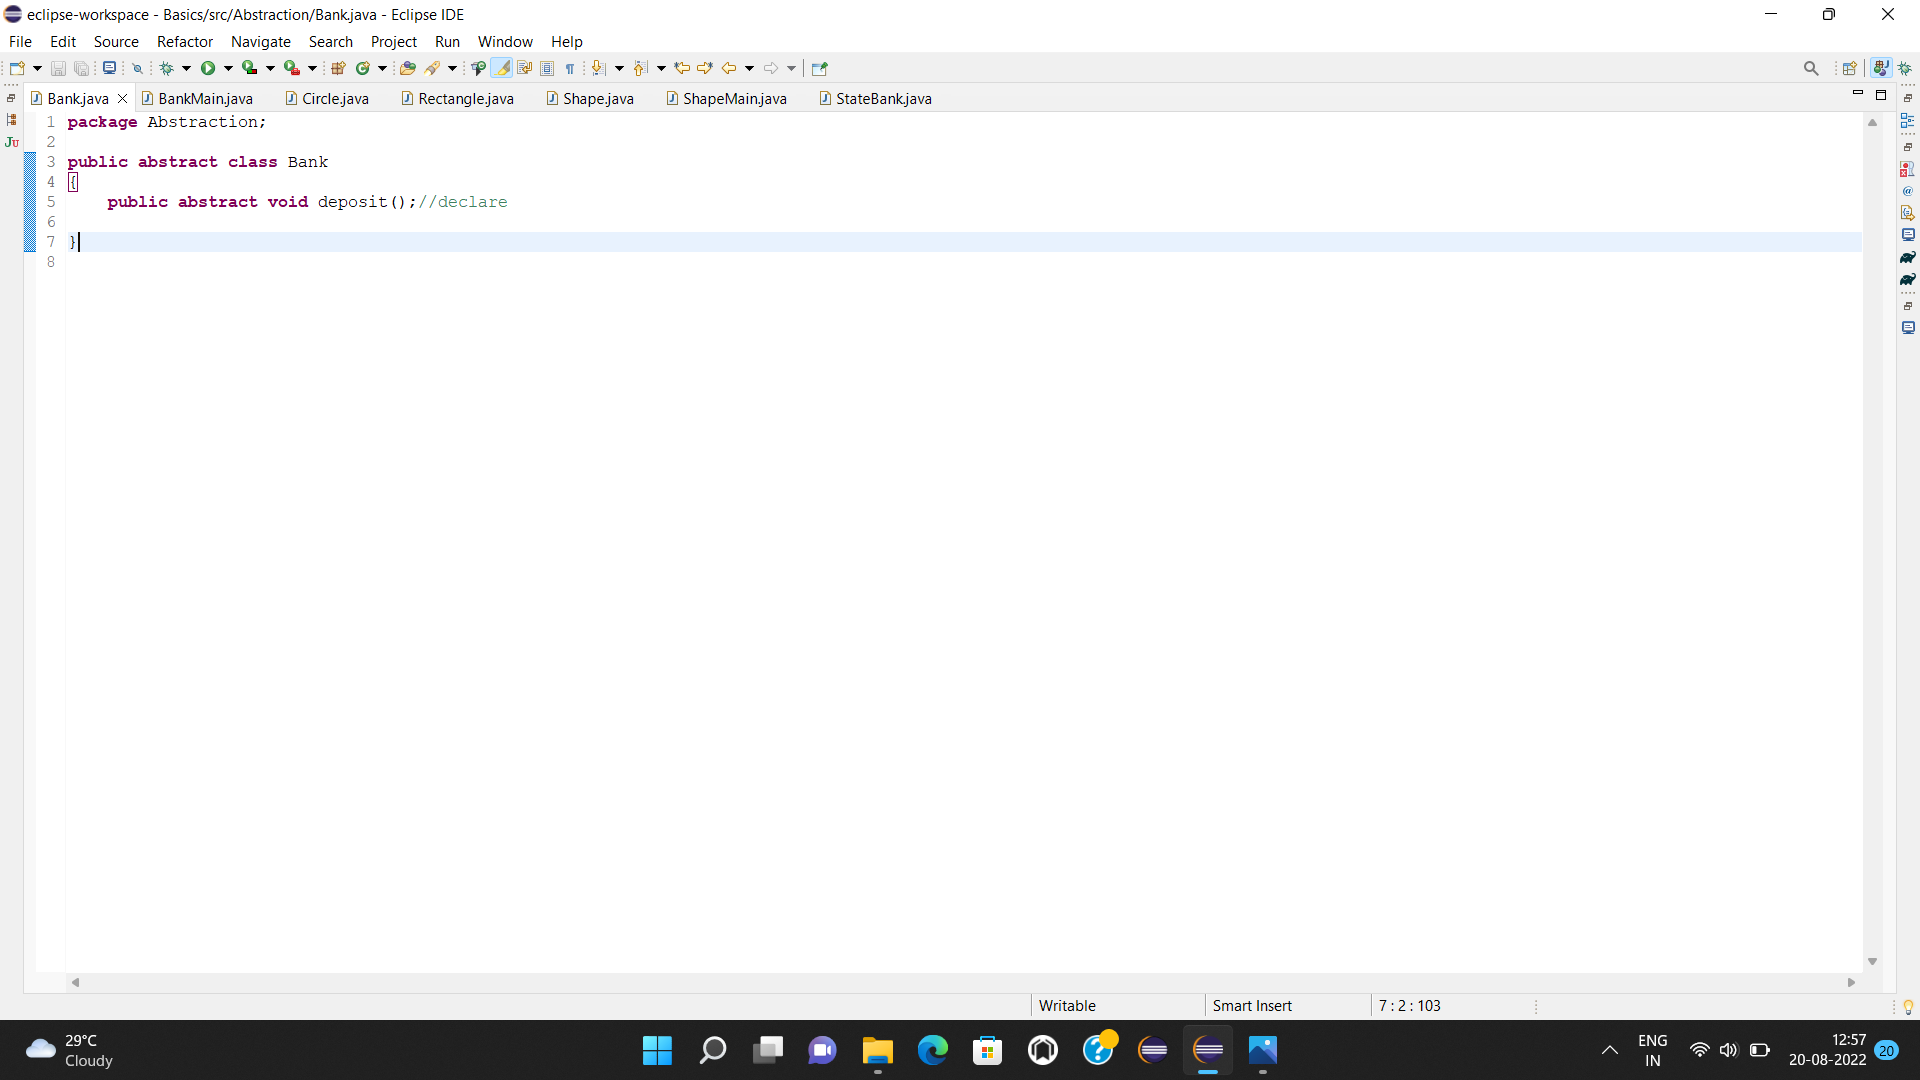 eclipse-workspace - Basics/src/Abstraction/Bank.java - Eclipse IDE
File Edit Source Refactor Navigate Search Project Run Window Help
Bank.java BankMain.java Circle.java Rectangle.java Shape.java ShapeMain.java StateBank.java
1 package Abstraction;
2
3 public abstract class Bank
4 {
5 public abstract void deposit();//declare
6
7 }
8
Writable Smart Insert 7 : 2 : 103
29°C
Cloudy
ENG
IN
12:57
20-08-2022
20